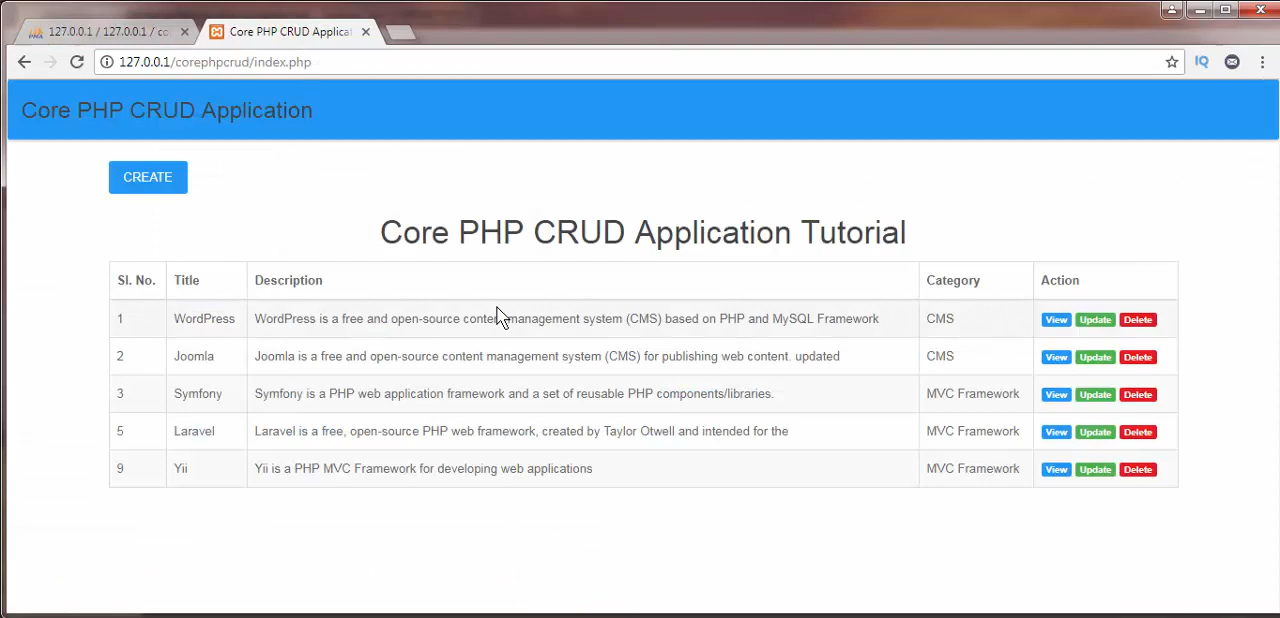 127.0.0.1 / 127.0.0.1 / co
Core PHP CRUD Applicat
127.0.0.1/corephpcrud/index.php
IQ
Core PHP CRUD Application
CREATE
Core PHP CRUD Application Tutorial
Sl. No. Title Description Category Action
1 WordPress WordPress is a free and open-source content management system (CMS) based on PHP and MySQL Framework CMS View Update Delete
2 Joomla Joomla is a free and open-source content management system (CMS) for publishing web content. updated CMS View Update Delete
3 Symfony Symfony is a PHP web application framework and a set of reusable PHP components/libraries. MVC Framework View Update Delete
5 Laravel Laravel is a free, open-source PHP web framework, created by Taylor Otwell and intended for the MVC Framework View Update Delete
9 Yii Yii is a PHP MVC Framework for developing web applications MVC Framework View Update Delete